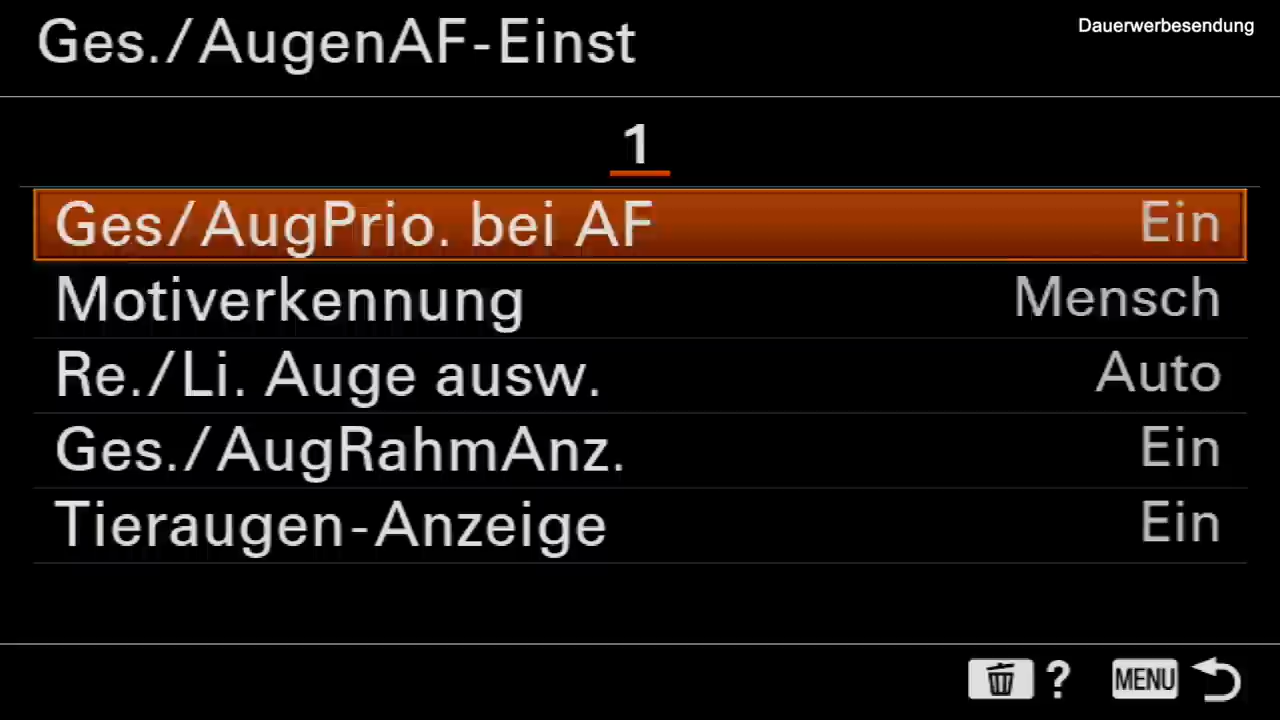 Ges./AugenAF-Einst
Dauerwerbesendung
1
Ges/AugPrio. bei AF Ein
Motiverkennung Mensch
Re./Li. Auge ausw. Auto
Ges./AugRahmAnz. Ein
Tieraugen-Anzeige Ein
? MENU